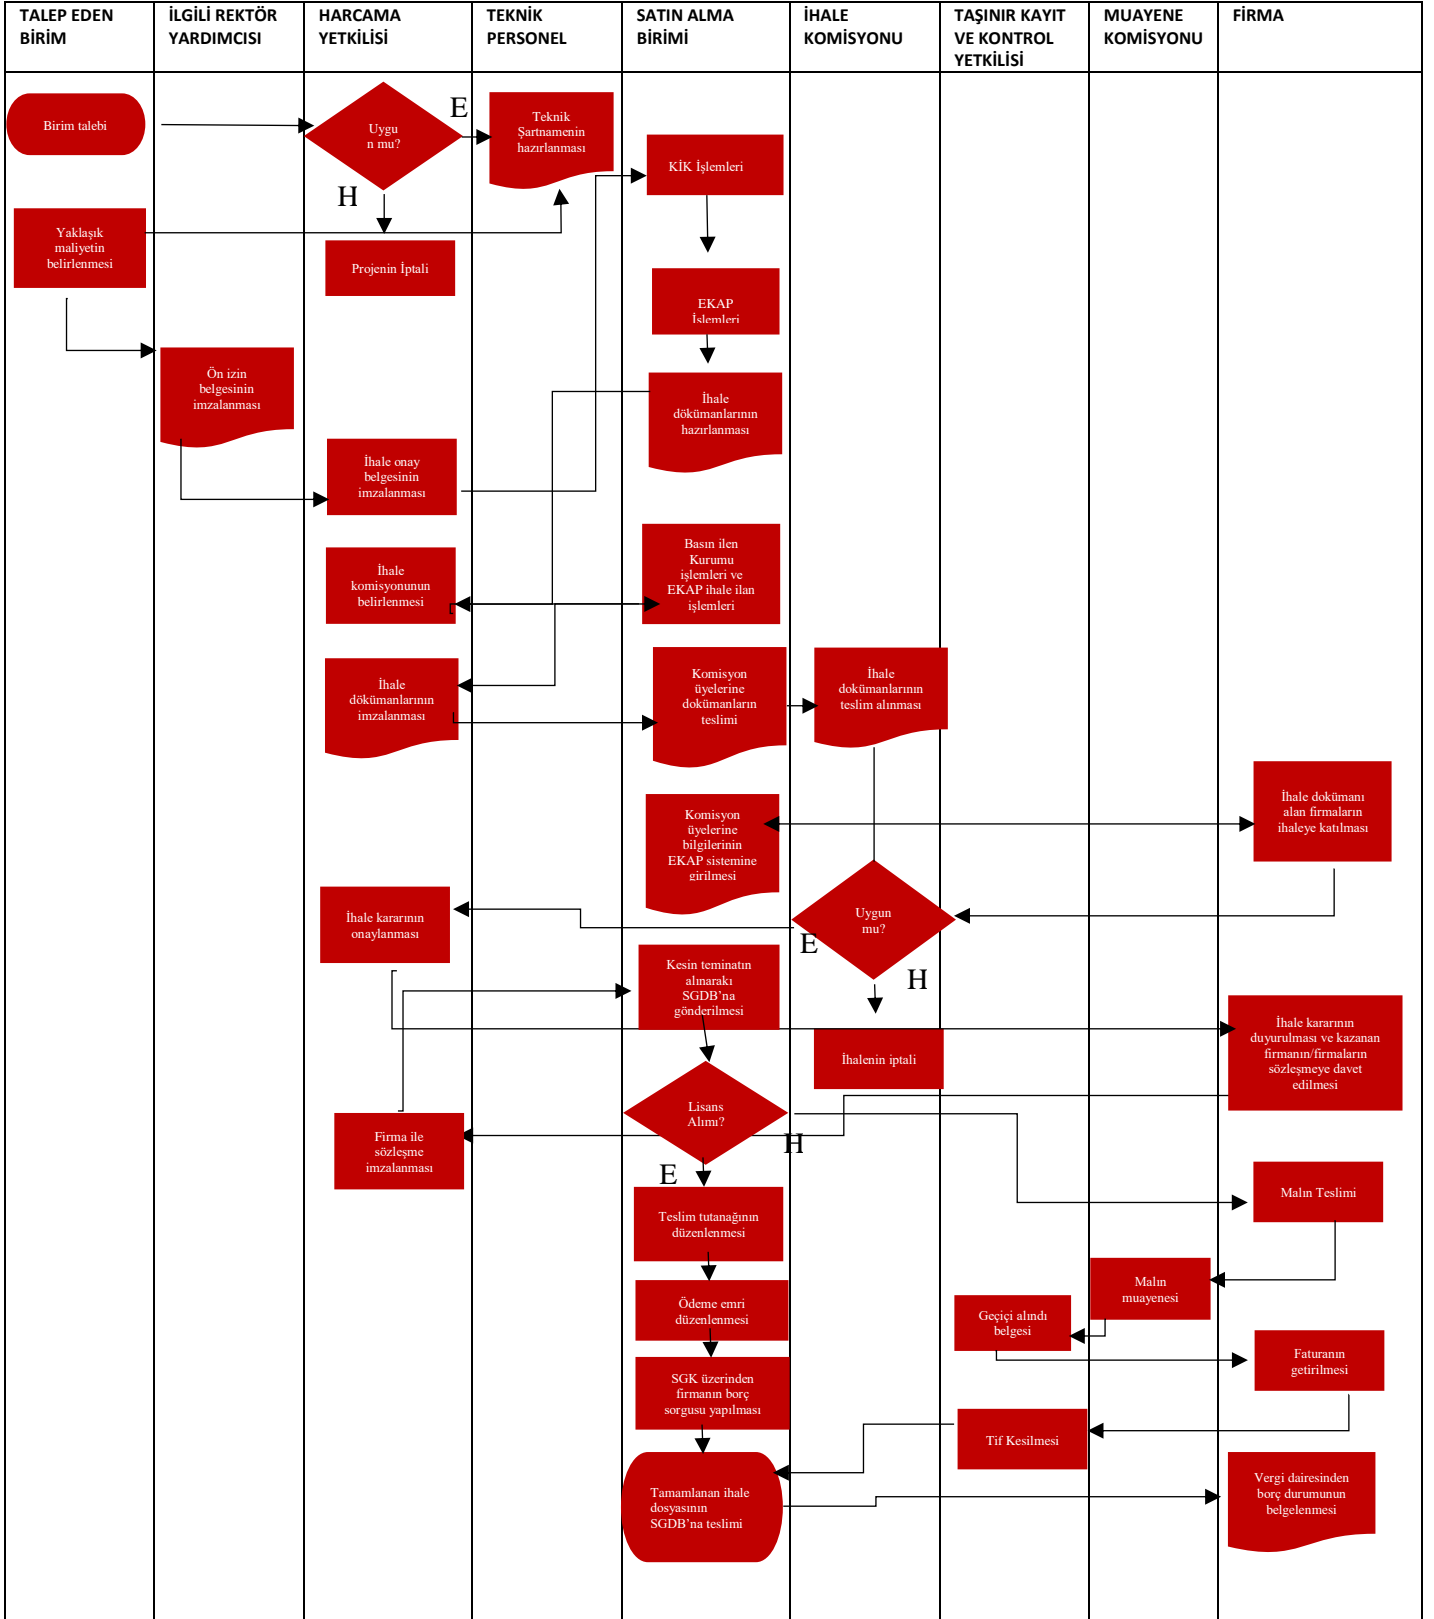 TALEP EDEN
BİRİM
İLGİLİ REKTÖR
YARDIMCISI
HARCAMA
YETKİLİSİ
TEKNİK
PERSONEL
SATIN ALMA
BİRİMİ
İHALE
KOMİSYONU
TAŞINIR KAYIT
VE KONTROL
YETKİLİSİ
MUAYENE
KOMİSYONU
FİRMA
Birim talebi
Uygu
n mu?
E
H
Teknik
Şartnamenin
hazırlanması
KİK İşlemleri
Yaklaşık
maliyetin
belirlenmesi
Projenin İptali
EKAP
İşlemleri
Ön izin
belgesinin
imzalanması
İhale
dökümanlarının
hazırlanması
İhale onay
belgesinin
imzalanması
Basın ilen
Kurumu
işlemleri ve
EKAP ihale ilan
işlemleri
İhale
komisyonunun
belirlenmesi
İhale
dökümanlarının
imzalanması
Komisyon
üyelerine
dokümanların
teslimi
İhale
dokümanlarının
teslim alınması
İhale dokümanı
alan firmaların
ihaleye katılması
Komisyon
üyelerine
bilgilerinin
EKAP sistemine
girilmesi
Uygun
mu?
E
H
İhale kararının
onaylanması
Kesin teminatın
alınarakı
SGDB'na
gönderilmesi
İhalenin iptali
İhale kararının
duyurulması ve kazanan
firmanın/firmaların
sözleşmeye davet
edilmesi
Lisans
Alımı?
H
E
Firma ile
sözleşme
imzalanması
Malın Teslimi
Teslim tutanağının
düzenlenmesi
Malın
muayenesi
Ödeme emri
düzenlenmesi
Geçiçi alındı
belgesi
Faturanın
getirilmesi
SGK üzerinden
firmanın borç
sorgusu yapılması
Tif Kesilmesi
Tamamlanan ihale
dosyasının
SGDB'na teslimi
Vergi dairesinden
borç durumunun
belgelenmesi